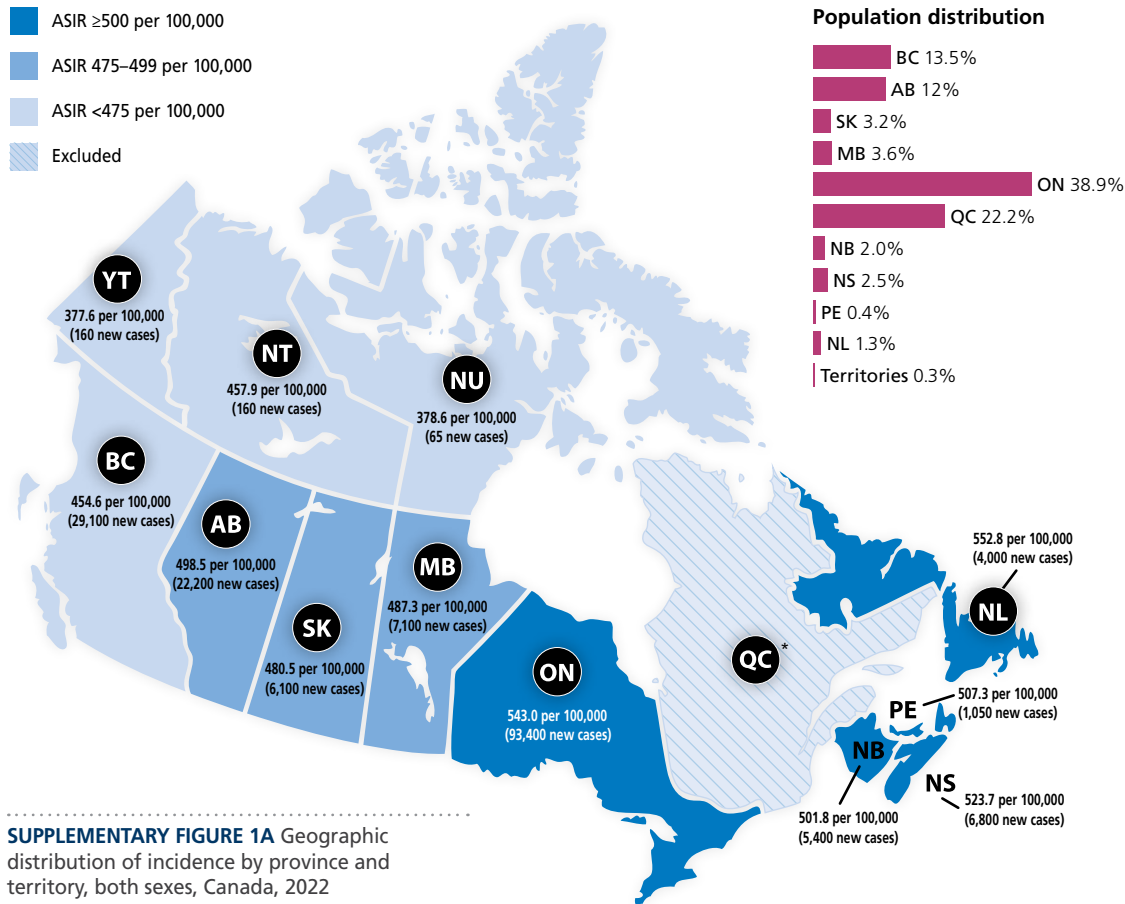 ASIR ≥500 per 100,000
ASIR 475–499 per 100,000
ASIR <475 per 100,000
Excluded
Population distribution
BC 13.5%
AB 12%
SK 3.2%
MB 3.6%
ON 38.9%
QC 22.2%
NB 2.0%
NS 2.5%
PE 0.4%
NL 1.3%
Territories 0.3%
YT
377.6 per 100,000
(160 new cases)
NT
457.9 per 100,000
(160 new cases)
NU
378.6 per 100,000
(65 new cases)
BC
454.6 per 100,000
(29,100 new cases)
AB
498.5 per 100,000
(22,200 new cases)
SK
480.5 per 100,000
(6,100 new cases)
MB
487.3 per 100,000
(7,100 new cases)
ON
543.0 per 100,000
(93,400 new cases)
QC*
552.8 per 100,000
(4,000 new cases)
NL
PE
507.3 per 100,000
(1,050 new cases)
NB
501.8 per 100,000
(5,400 new cases)
NS
523.7 per 100,000
(6,800 new cases)
SUPPLEMENTARY FIGURE 1A Geographic
distribution of incidence by province and
territory, both sexes, Canada, 2022